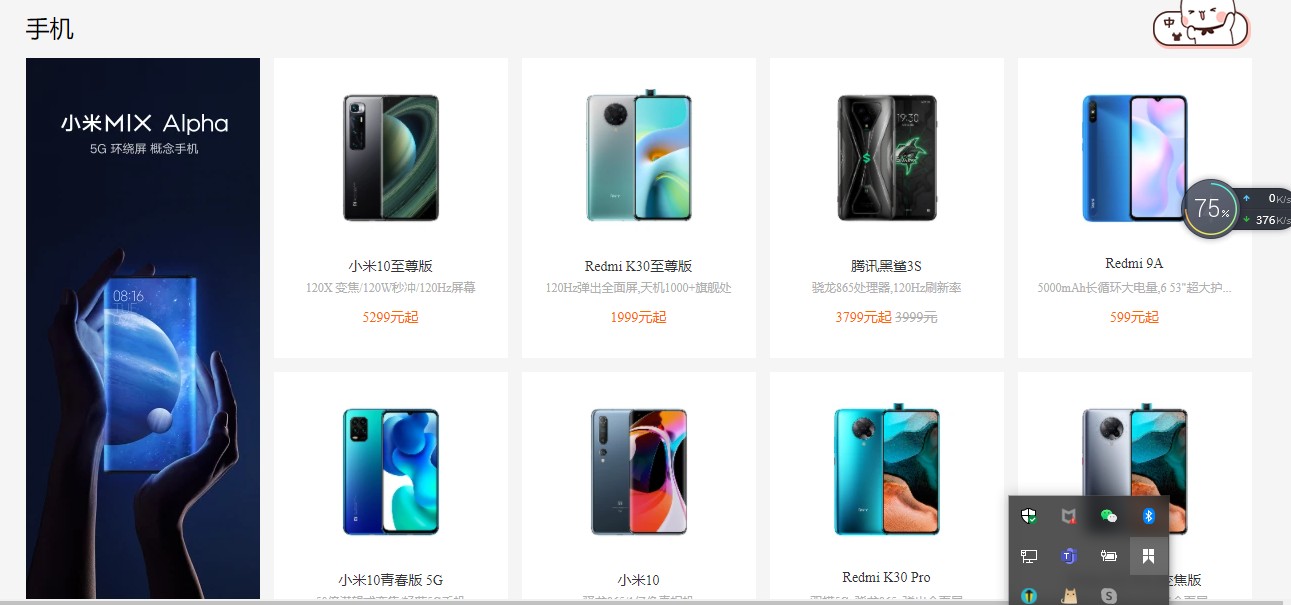 手机
中
小米MIX Alpha
5G 环绕屏 概念手机
08:16
TUE
小米10至尊版
120X 变焦/120W秒冲/120Hz屏幕
5299元起
Redmi K30至尊版
120Hz弹出全面屏,天机1000+旗舰处
1999元起
19:30
腾讯黑鲨3S
骁龙865处理器,120Hz刷新率
3799元起 3999元
Redmi 9A
5000mAh长循环大电量,6 53"超大护...
599元起
75%
0K/s
376K/s
小米10青春版 5G
小米10
Redmi K30 Pro
焦版